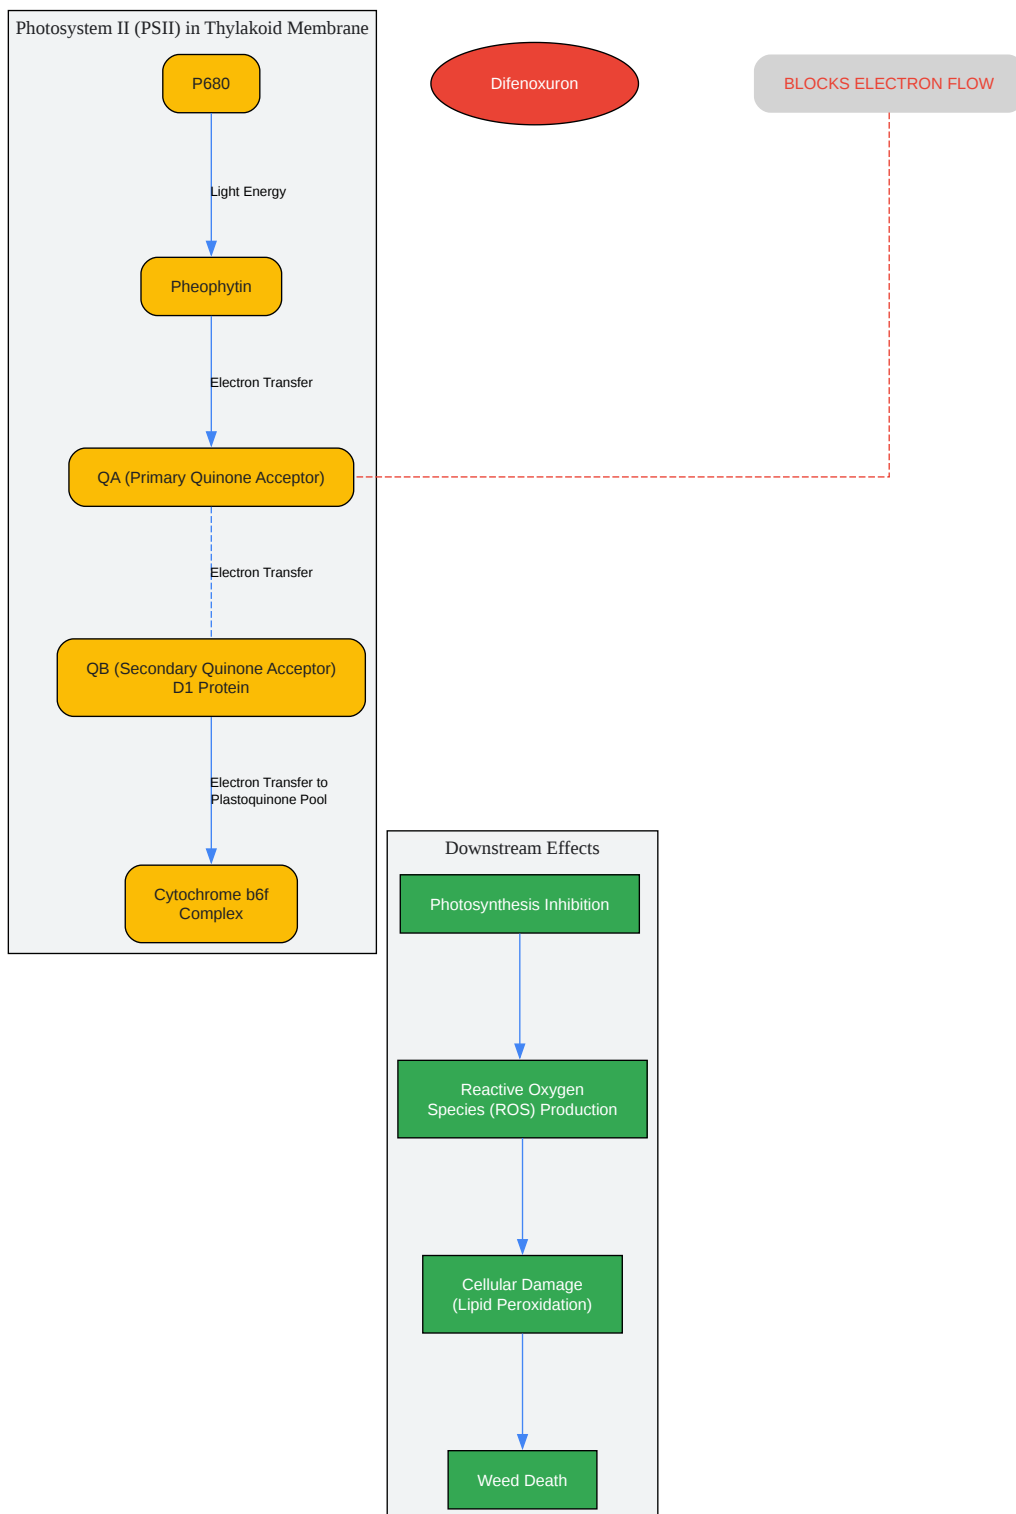 Photosystem II (PSII) in Thylakoid Membrane
P680
Difenoxuron
BLOCKS ELECTRON FLOW
Light Energy
Pheophytin
Electron Transfer
QA (Primary Quinone Acceptor)
Electron Transfer
QB (Secondary Quinone Acceptor)
D1 Protein
Electron Transfer to
Plastoquinone Pool
Cytochrome b6f
Complex
Downstream Effects
Photosynthesis Inhibition
Reactive Oxygen
Species (ROS) Production
Cellular Damage
(Lipid Peroxidation)
Weed Death